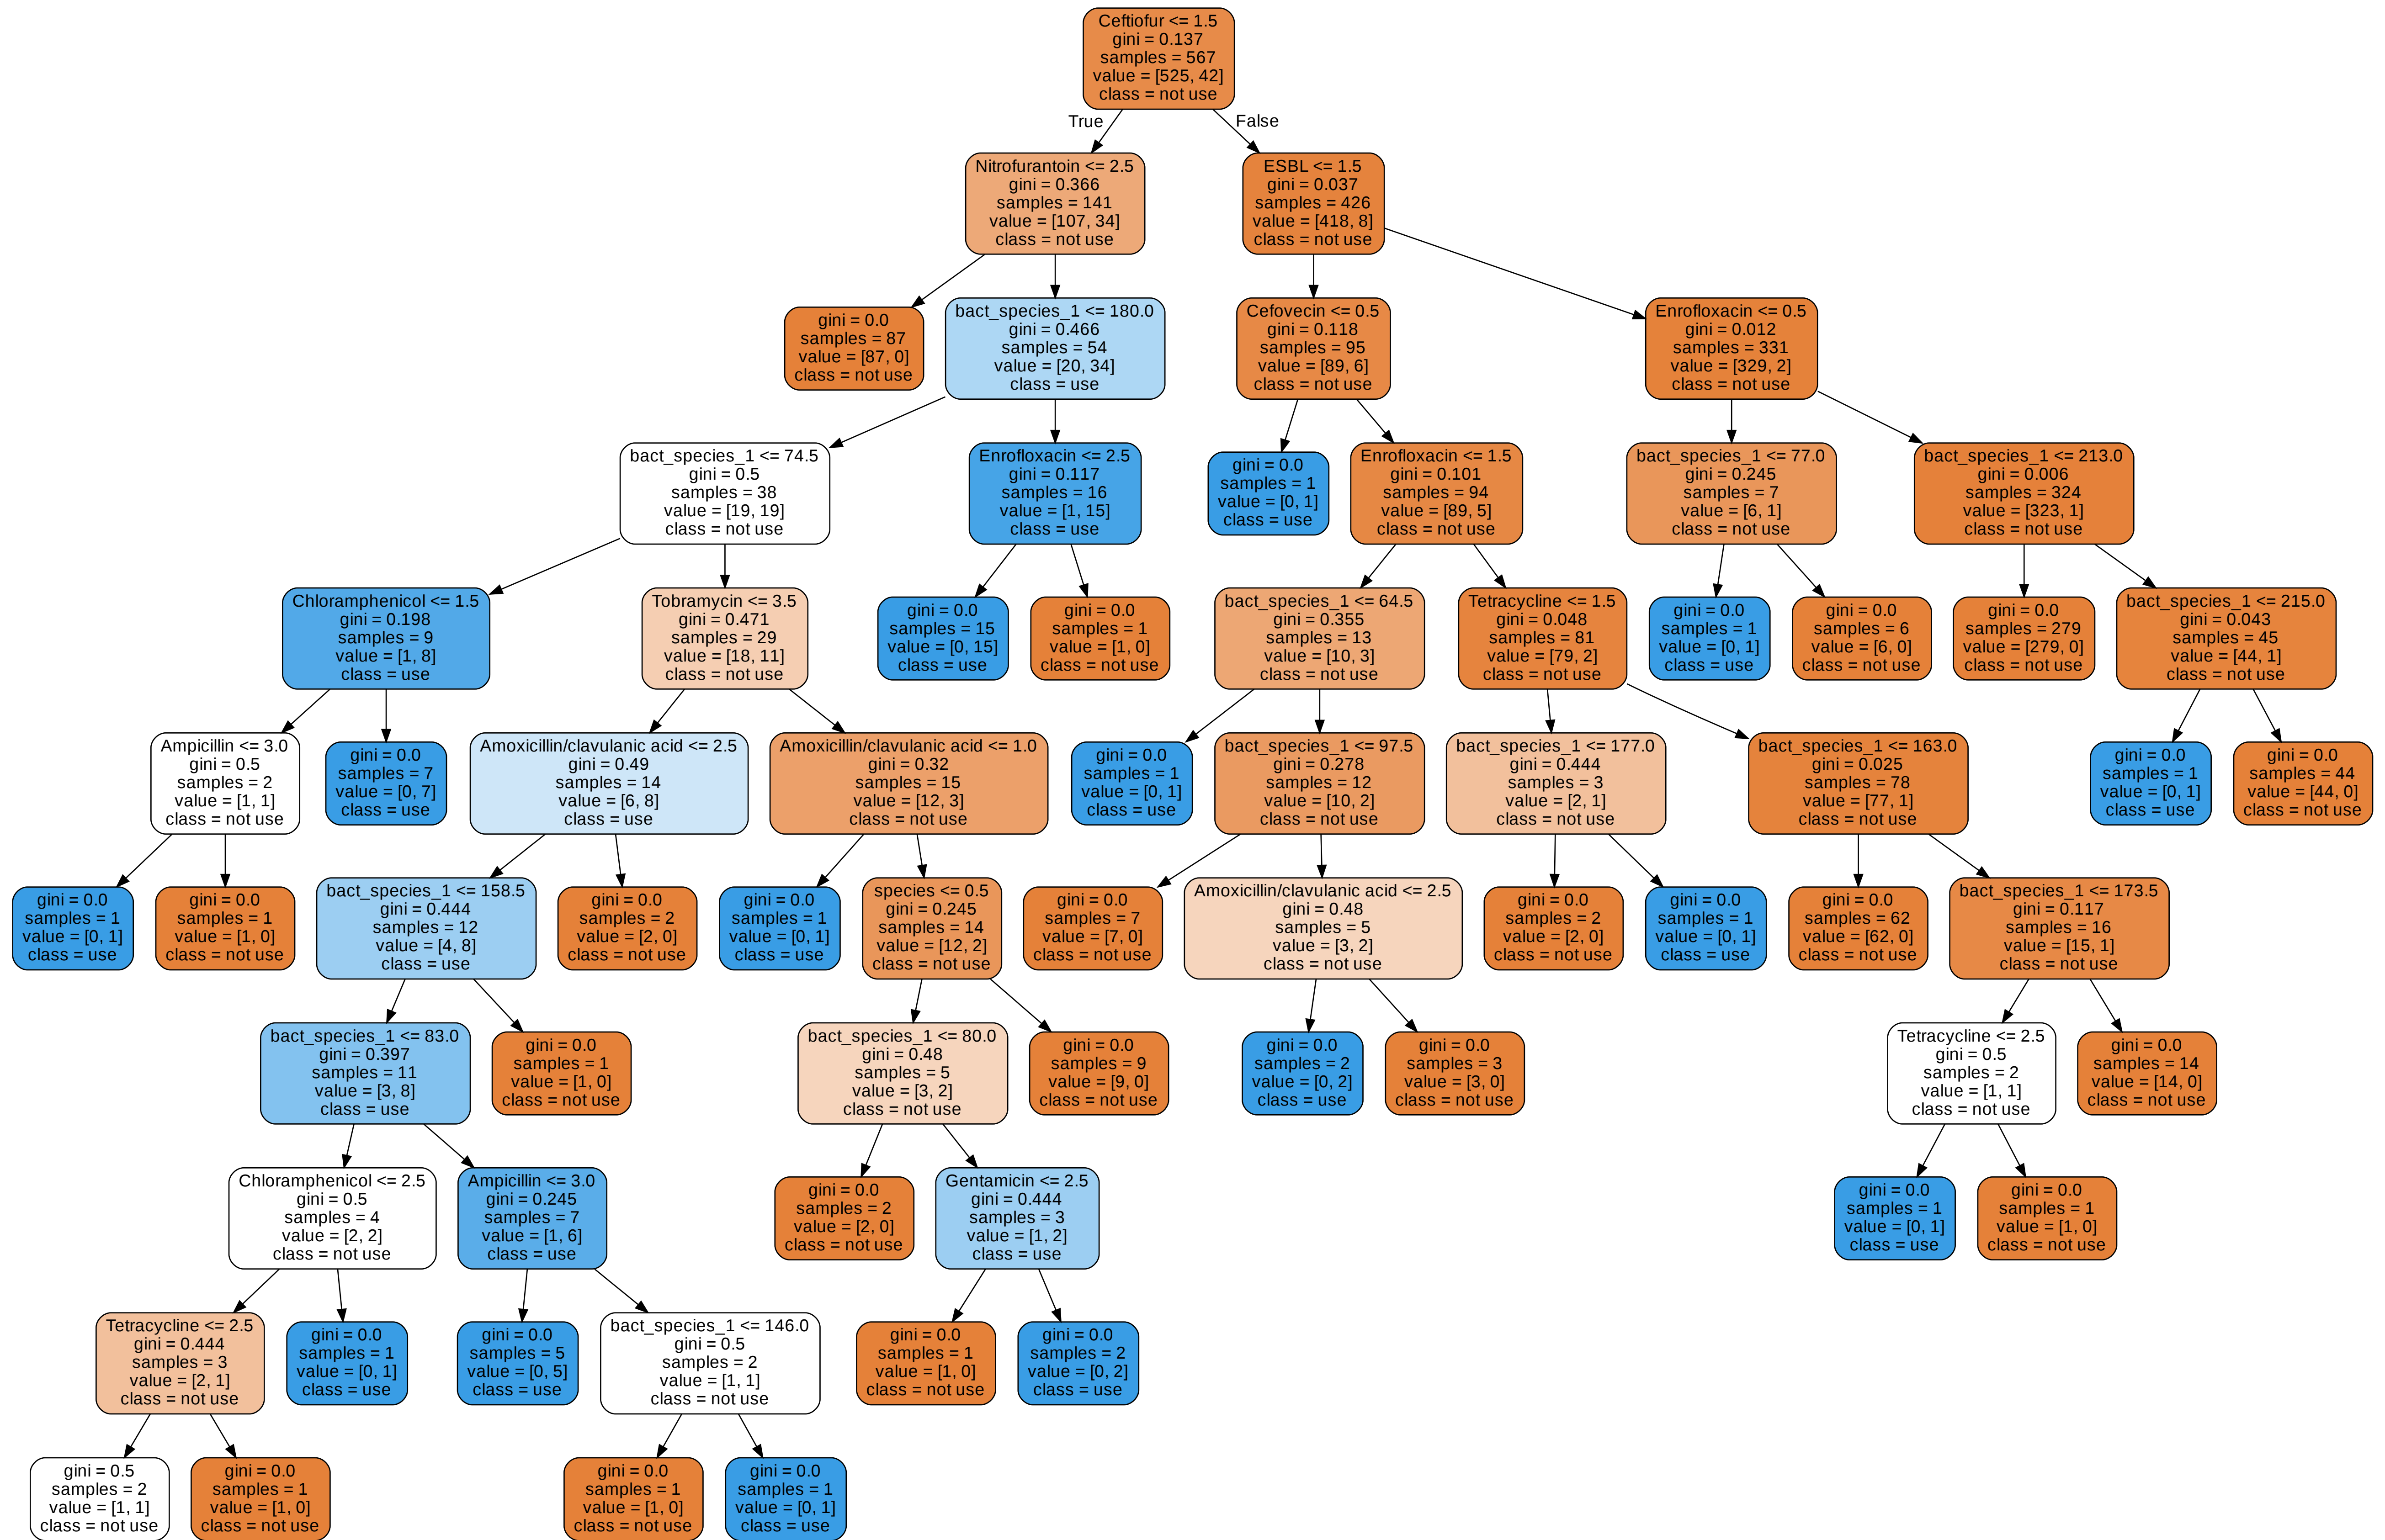 Ceftiofur <= 1.5
gini = 0.137
samples = 567
value = [525, 42]
class = not use
True
False
Nitrofurantoin <= 2.5
gini = 0.366
samples = 141
value = [107, 34]
class = not use
ESBL <= 1.5
gini = 0.037
samples = 426
value = [418, 8]
class = not use
gini = 0.0
samples = 87
value = [87, 0]
class = not use
bact_species_1 <= 180.0
gini = 0.466
samples = 54
value = [20, 34]
class = use
Cefovecin <= 0.5
gini = 0.118
samples = 95
value = [89, 6]
class = not use
Enrofloxacin <= 0.5
gini = 0.012
samples = 331
value = [329, 2]
class = not use
bact_species_1 <= 74.5
gini = 0.5
samples = 38
value = [19, 19]
class = not use
Enrofloxacin <= 2.5
gini = 0.117
samples = 16
value = [1, 15]
class = use
gini = 0.0
samples = 1
value = [0, 1]
class = use
Enrofloxacin <= 1.5
gini = 0.101
samples = 94
value = [89, 5]
class = not use
bact_species_1 <= 77.0
gini = 0.245
samples = 7
value = [6, 1]
class = not use
bact_species_1 <= 213.0
gini = 0.006
samples = 324
value = [323, 1]
class = not use
Chloramphenicol <= 1.5
gini = 0.198
samples = 9
value = [1, 8]
class = use
Tobramycin <= 3.5
gini = 0.471
samples = 29
value = [18, 11]
class = not use
gini = 0.0
samples = 15
value = [0, 15]
class = use
gini = 0.0
samples = 1
value = [1, 0]
class = not use
bact_species_1 <= 64.5
gini = 0.355
samples = 13
value = [10, 3]
class = not use
Tetracycline <= 1.5
gini = 0.048
samples = 81
value = [79, 2]
class = not use
gini = 0.0
samples = 1
value = [0, 1]
class = use
gini = 0.0
samples = 6
value = [6, 0]
class = not use
gini = 0.0
samples = 279
value = [279, 0]
class = not use
bact_species_1 <= 215.0
gini = 0.043
samples = 45
value = [44, 1]
class = not use
Ampicillin <= 3.0
gini = 0.5
samples = 2
value = [1, 1]
class = not use
gini = 0.0
samples = 7
value = [0, 7]
class = use
Amoxicillin/clavulanic acid <= 2.5
gini = 0.49
samples = 14
value = [6, 8]
class = use
Amoxicillin/clavulanic acid <= 1.0
gini = 0.32
samples = 15
value = [12, 3]
class = not use
gini = 0.0
samples = 1
value = [0, 1]
class = use
bact_species_1 <= 97.5
gini = 0.278
samples = 12
value = [10, 2]
class = not use
bact_species_1 <= 177.0
gini = 0.444
samples = 3
value = [2, 1]
class = not use
bact_species_1 <= 163.0
gini = 0.025
samples = 78
value = [77, 1]
class = not use
gini = 0.0
samples = 1
value = [0, 1]
class = use
gini = 0.0
samples = 44
value = [44, 0]
class = not use
gini = 0.0
samples = 1
value = [0, 1]
class = use
gini = 0.0
samples = 1
value = [1, 0]
class = not use
bact_species_1 <= 158.5
gini = 0.444
samples = 12
value = [4, 8]
class = use
gini = 0.0
samples = 2
value = [2, 0]
class = not use
gini = 0.0
samples = 1
value = [0, 1]
class = use
species <= 0.5
gini = 0.245
samples = 14
value = [12, 2]
class = not use
gini = 0.0
samples = 7
value = [7, 0]
class = not use
Amoxicillin/clavulanic acid <= 2.5
gini = 0.48
samples = 5
value = [3, 2]
class = not use
gini = 0.0
samples = 2
value = [2, 0]
class = not use
gini = 0.0
samples = 1
value = [0, 1]
class = use
gini = 0.0
samples = 62
value = [62, 0]
class = not use
bact_species_1 <= 173.5
gini = 0.117
samples = 16
value = [15, 1]
class = not use
bact_species_1 <= 83.0
gini = 0.397
samples = 11
value = [3, 8]
class = use
gini = 0.0
samples = 1
value = [1, 0]
class = not use
bact_species_1 <= 80.0
gini = 0.48
samples = 5
value = [3, 2]
class = not use
gini = 0.0
samples = 9
value = [9, 0]
class = not use
gini = 0.0
samples = 2
value = [0, 2]
class = use
gini = 0.0
samples = 3
value = [3, 0]
class = not use
Tetracycline <= 2.5
gini = 0.5
samples = 2
value = [1, 1]
class = not use
gini = 0.0
samples = 14
value = [14, 0]
class = not use
Chloramphenicol <= 2.5
gini = 0.5
samples = 4
value = [2, 2]
class = not use
Ampicillin <= 3.0
gini = 0.245
samples = 7
value = [1, 6]
class = use
gini = 0.0
samples = 2
value = [2, 0]
class = not use
Gentamicin <= 2.5
gini = 0.444
samples = 3
value = [1, 2]
class = use
gini = 0.0
samples = 1
value = [0, 1]
class = use
gini = 0.0
samples = 1
value = [1, 0]
class = not use
Tetracycline <= 2.5
gini = 0.444
samples = 3
value = [2, 1]
class = not use
gini = 0.0
samples = 1
value = [0, 1]
class = use
gini = 0.0
samples = 5
value = [0, 5]
class = use
bact_species_1 <= 146.0
gini = 0.5
samples = 2
value = [1, 1]
class = not use
gini = 0.0
samples = 1
value = [1, 0]
class = not use
gini = 0.0
samples = 2
value = [0, 2]
class = use
gini = 0.5
samples = 2
value = [1, 1]
class = not use
gini = 0.0
samples = 1
value = [1, 0]
class = not use
gini = 0.0
samples = 1
value = [1, 0]
class = not use
gini = 0.0
samples = 1
value = [0, 1]
class = use